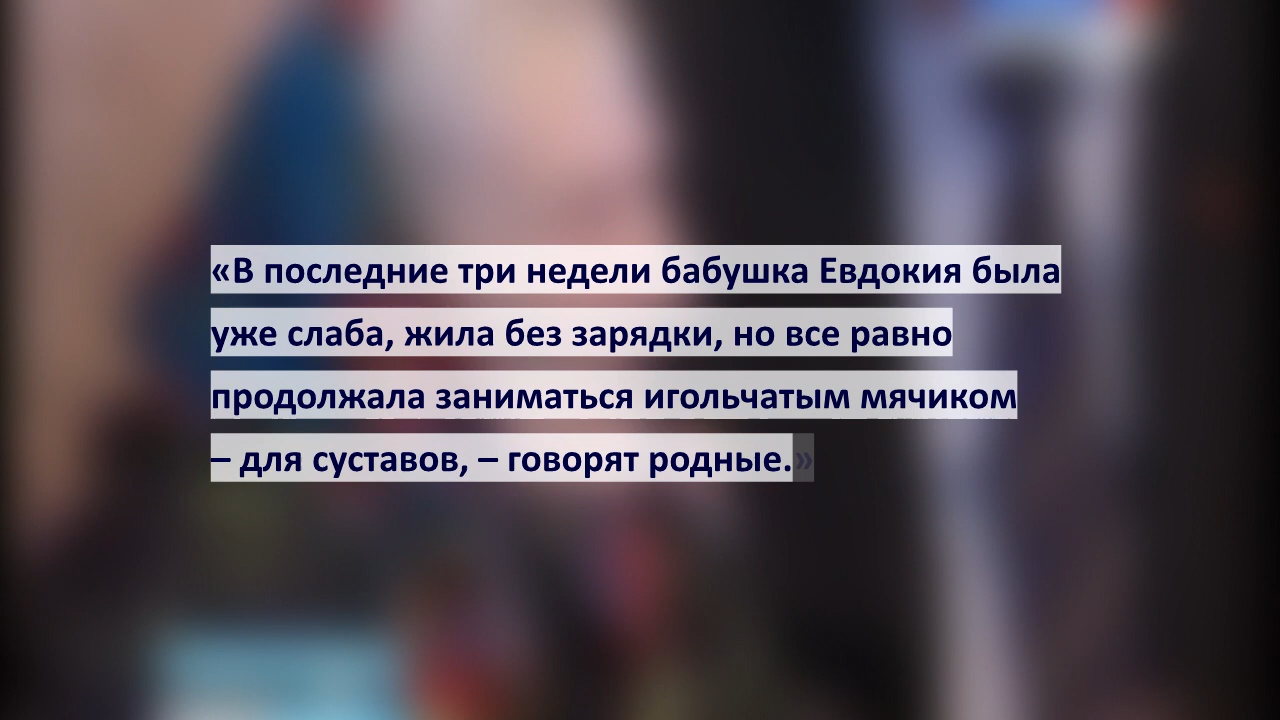 «В последние три недели бабушка Евдокия была
уже слаба, жила без зарядки, но все равно
продолжала заниматься игольчатым мячиком
– для суставов, – говорят родные.»